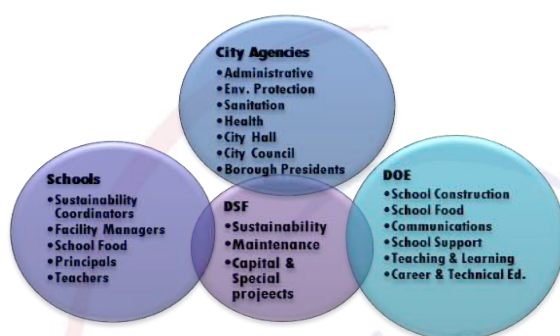 City Agencies
•Administrative
•Env. Protection
•Sanitation
•Health
•City Hall
•City Council
•Borough Presidents
Schools
•Sustainability
Coordinators
•Facility Managers
•School Food
•Principals
•Teachers
DSF
•Sustainability
•Maintenance
•Capital &
Special
projeects
DOE
•School Construction
•School Food
•Communications
•School Support
•Teaching & Learning
•Career & Technical Ed.